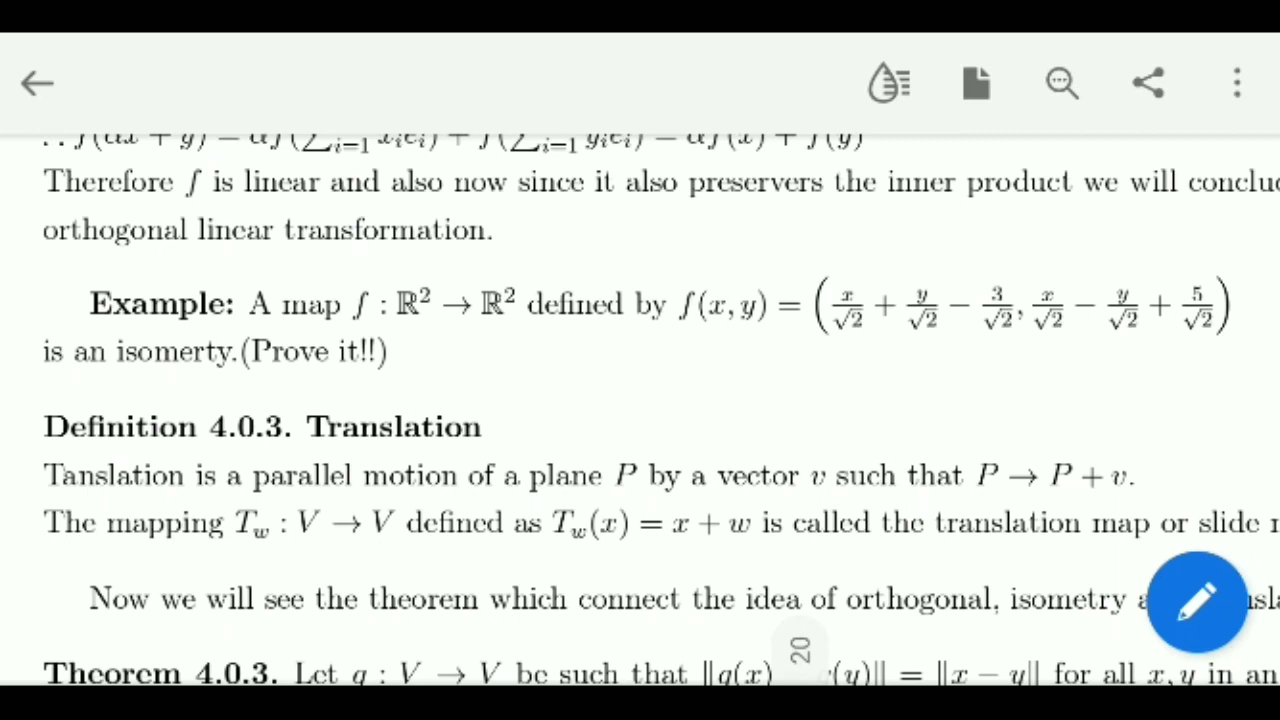 Therefore f is linear and also now since it also preservers the inner product we will
orthogonal linear transformation.
Example: A map f : ℝ² → ℝ² defined by f(x, y) = (x/√2 + y/√2 − 3/√2, x/√2 − y/√2 + 5/√2)
is an isomerty.(Prove it!!)
Definition 4.0.3. Translation
Tanslation is a parallel motion of a plane P by a vector v such that P → P + v.
The mapping T_w : V → V defined as T_w(x) = x + w is called the translation map or slide
Now we will see the theorem which connect the idea of orthogonal, isometry
20
Theorem 4.0.3. Let g : V → V be such that ‖g(x) (y)‖ = ‖x − y‖ for all x, y in an